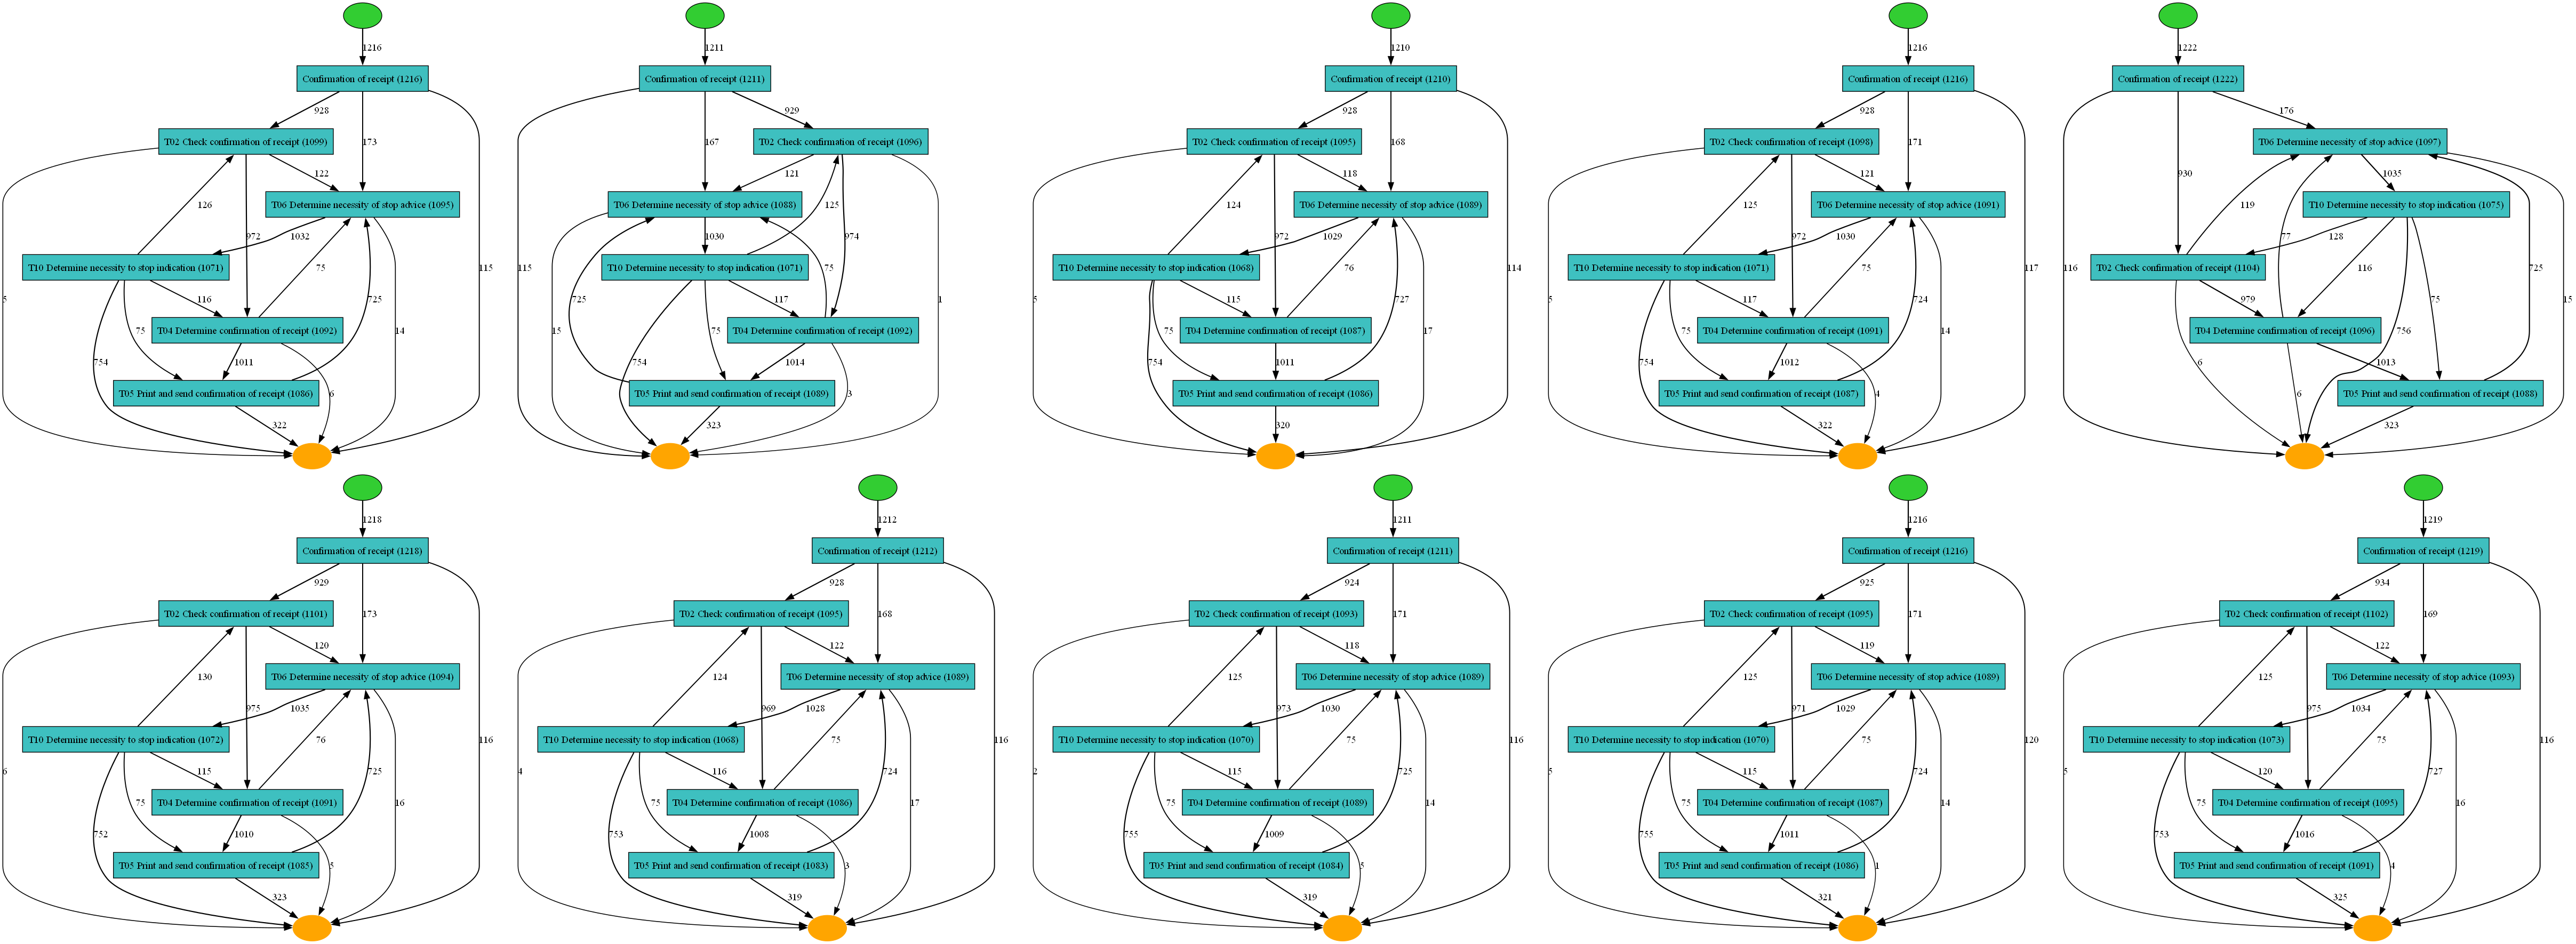 1216
Confirmation of receipt (1216)
928
T02 Check confirmation of receipt (1099)
173
122
126
T06 Determine necessity of stop advice (1095)
972
1032
T10 Determine necessity to stop indication (1071)
115
5
75
116
725
75
T04 Determine confirmation of receipt (1092)
14
754
1011
T05 Print and send confirmation of receipt (1086)
6
322
1211
Confirmation of receipt (1211)
929
167
T02 Check confirmation of receipt (1096)
121
T06 Determine necessity of stop advice (1088)
125
1030
974
T10 Determine necessity to stop indication (1071)
115
75
725
117
1
15
75
T04 Determine confirmation of receipt (1092)
754
1014
T05 Print and send confirmation of receipt (1089)
3
323
1210
Confirmation of receipt (1210)
928
168
T02 Check confirmation of receipt (1095)
118
124
T06 Determine necessity of stop advice (1089)
972
1029
T10 Determine necessity to stop indication (1068)
76
114
5
115
727
75
T04 Determine confirmation of receipt (1087)
17
754
1011
T05 Print and send confirmation of receipt (1086)
320
1216
Confirmation of receipt (1216)
928
171
T02 Check confirmation of receipt (1098)
121
125
T06 Determine necessity of stop advice (1091)
972
1030
T10 Determine necessity to stop indication (1071)
75
117
5
117
724
75
T04 Determine confirmation of receipt (1091)
14
754
1012
T05 Print and send confirmation of receipt (1087)
4
322
1222
Confirmation of receipt (1222)
176
T06 Determine necessity of stop advice (1097)
930
1035
119
T10 Determine necessity to stop indication (1075)
77
128
T02 Check confirmation of receipt (1104)
116
116
725
979
75
15
T04 Determine confirmation of receipt (1096)
756
6
1013
T05 Print and send confirmation of receipt (1088)
6
323
1218
Confirmation of receipt (1218)
929
173
T02 Check confirmation of receipt (1101)
120
130
T06 Determine necessity of stop advice (1094)
975
1035
T10 Determine necessity to stop indication (1072)
76
116
6
115
725
75
T04 Determine confirmation of receipt (1091)
16
752
1010
T05 Print and send confirmation of receipt (1085)
5
323
1212
Confirmation of receipt (1212)
928
168
T02 Check confirmation of receipt (1095)
122
124
T06 Determine necessity of stop advice (1089)
969
1028
T10 Determine necessity to stop indication (1068)
75
116
4
116
724
75
T04 Determine confirmation of receipt (1086)
17
753
1008
T05 Print and send confirmation of receipt (1083)
3
319
1211
Confirmation of receipt (1211)
924
171
T02 Check confirmation of receipt (1093)
118
125
T06 Determine necessity of stop advice (1089)
973
1030
T10 Determine necessity to stop indication (1070)
75
116
2
115
725
75
T04 Determine confirmation of receipt (1089)
14
755
1009
T05 Print and send confirmation of receipt (1084)
5
319
1216
Confirmation of receipt (1216)
925
171
T02 Check confirmation of receipt (1095)
119
125
T06 Determine necessity of stop advice (1089)
971
1029
T10 Determine necessity to stop indication (1070)
75
120
5
115
724
75
T04 Determine confirmation of receipt (1087)
14
755
1011
T05 Print and send confirmation of receipt (1086)
1
321
1219
Confirmation of receipt (1219)
934
169
T02 Check confirmation of receipt (1102)
122
125
T06 Determine necessity of stop advice (1093)
975
1034
T10 Determine necessity to stop indication (1073)
75
116
5
120
727
75
T04 Determine confirmation of receipt (1095)
16
753
1016
T05 Print and send confirmation of receipt (1091)
4
325